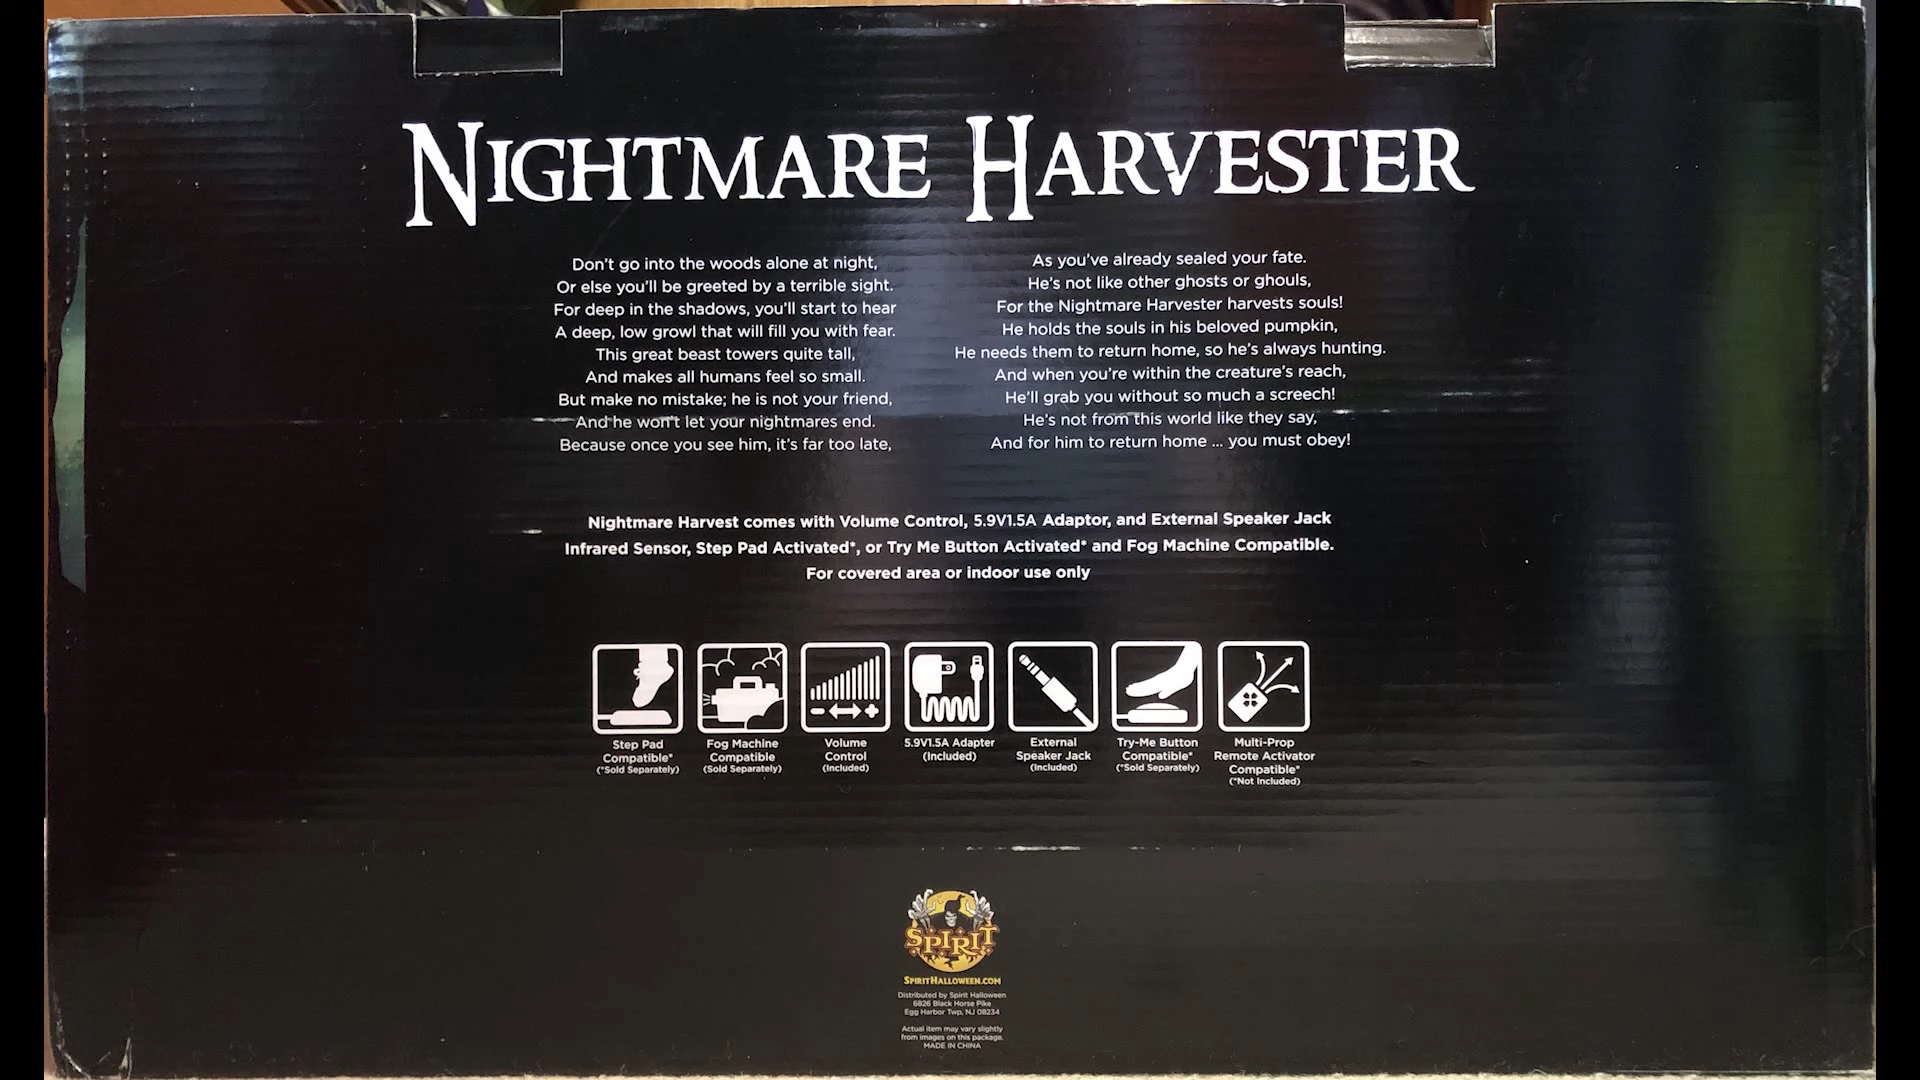 NIGHTMARE HARVESTER
Don't go into the woods alone at night,
Or else you'll be greeted by a terrible sight.
For deep in the shadows, you'll start to hear
A deep, low growl that will fill you with fear.
This great beast towers quite tall,
And makes all humans feel so small.
But make no mistake; he is not your friend,
And he won't let your nightmares end.
Because once you see him, it's far too late,
As you've already sealed your fate.
He's not like other ghosts or ghouls,
For the Nightmare Harvester harvests souls!
He holds the souls in his beloved pumpkin,
He needs them to return home, so he's always hunting.
And when you're within the creature's reach,
He'll grab you without so much a screech!
He's not from this world like they say,
And for him to return home ... you must obey!
Nightmare Harvest comes with Volume Control, 5.9V1.5A Adaptor, and External Speaker Jack
Infrared Sensor, Step Pad Activated*, or Try Me Button Activated* and Fog Machine Compatible.
For covered area or indoor use only
Step Pad
Compatible*
(*Sold Separately)
Fog Machine
Compatible
(Sold Separately)
Volume
Control
(Included)
5.9V1.5A Adapter
(Included)
External
Speaker Jack
(Included)
Try-Me Button
Compatible*
(*Sold Separately)
Multi-Prop
Remote Activator
Compatible*
(*Not Included)
SPIRIT
SPIRITHALLOWEEN.COM
Distributed by Spirit Halloween
6826 Black Horse Pike
Egg Harbor Twp, NJ 08234
Actual item may vary slightly
from images on this package.
MADE IN CHINA